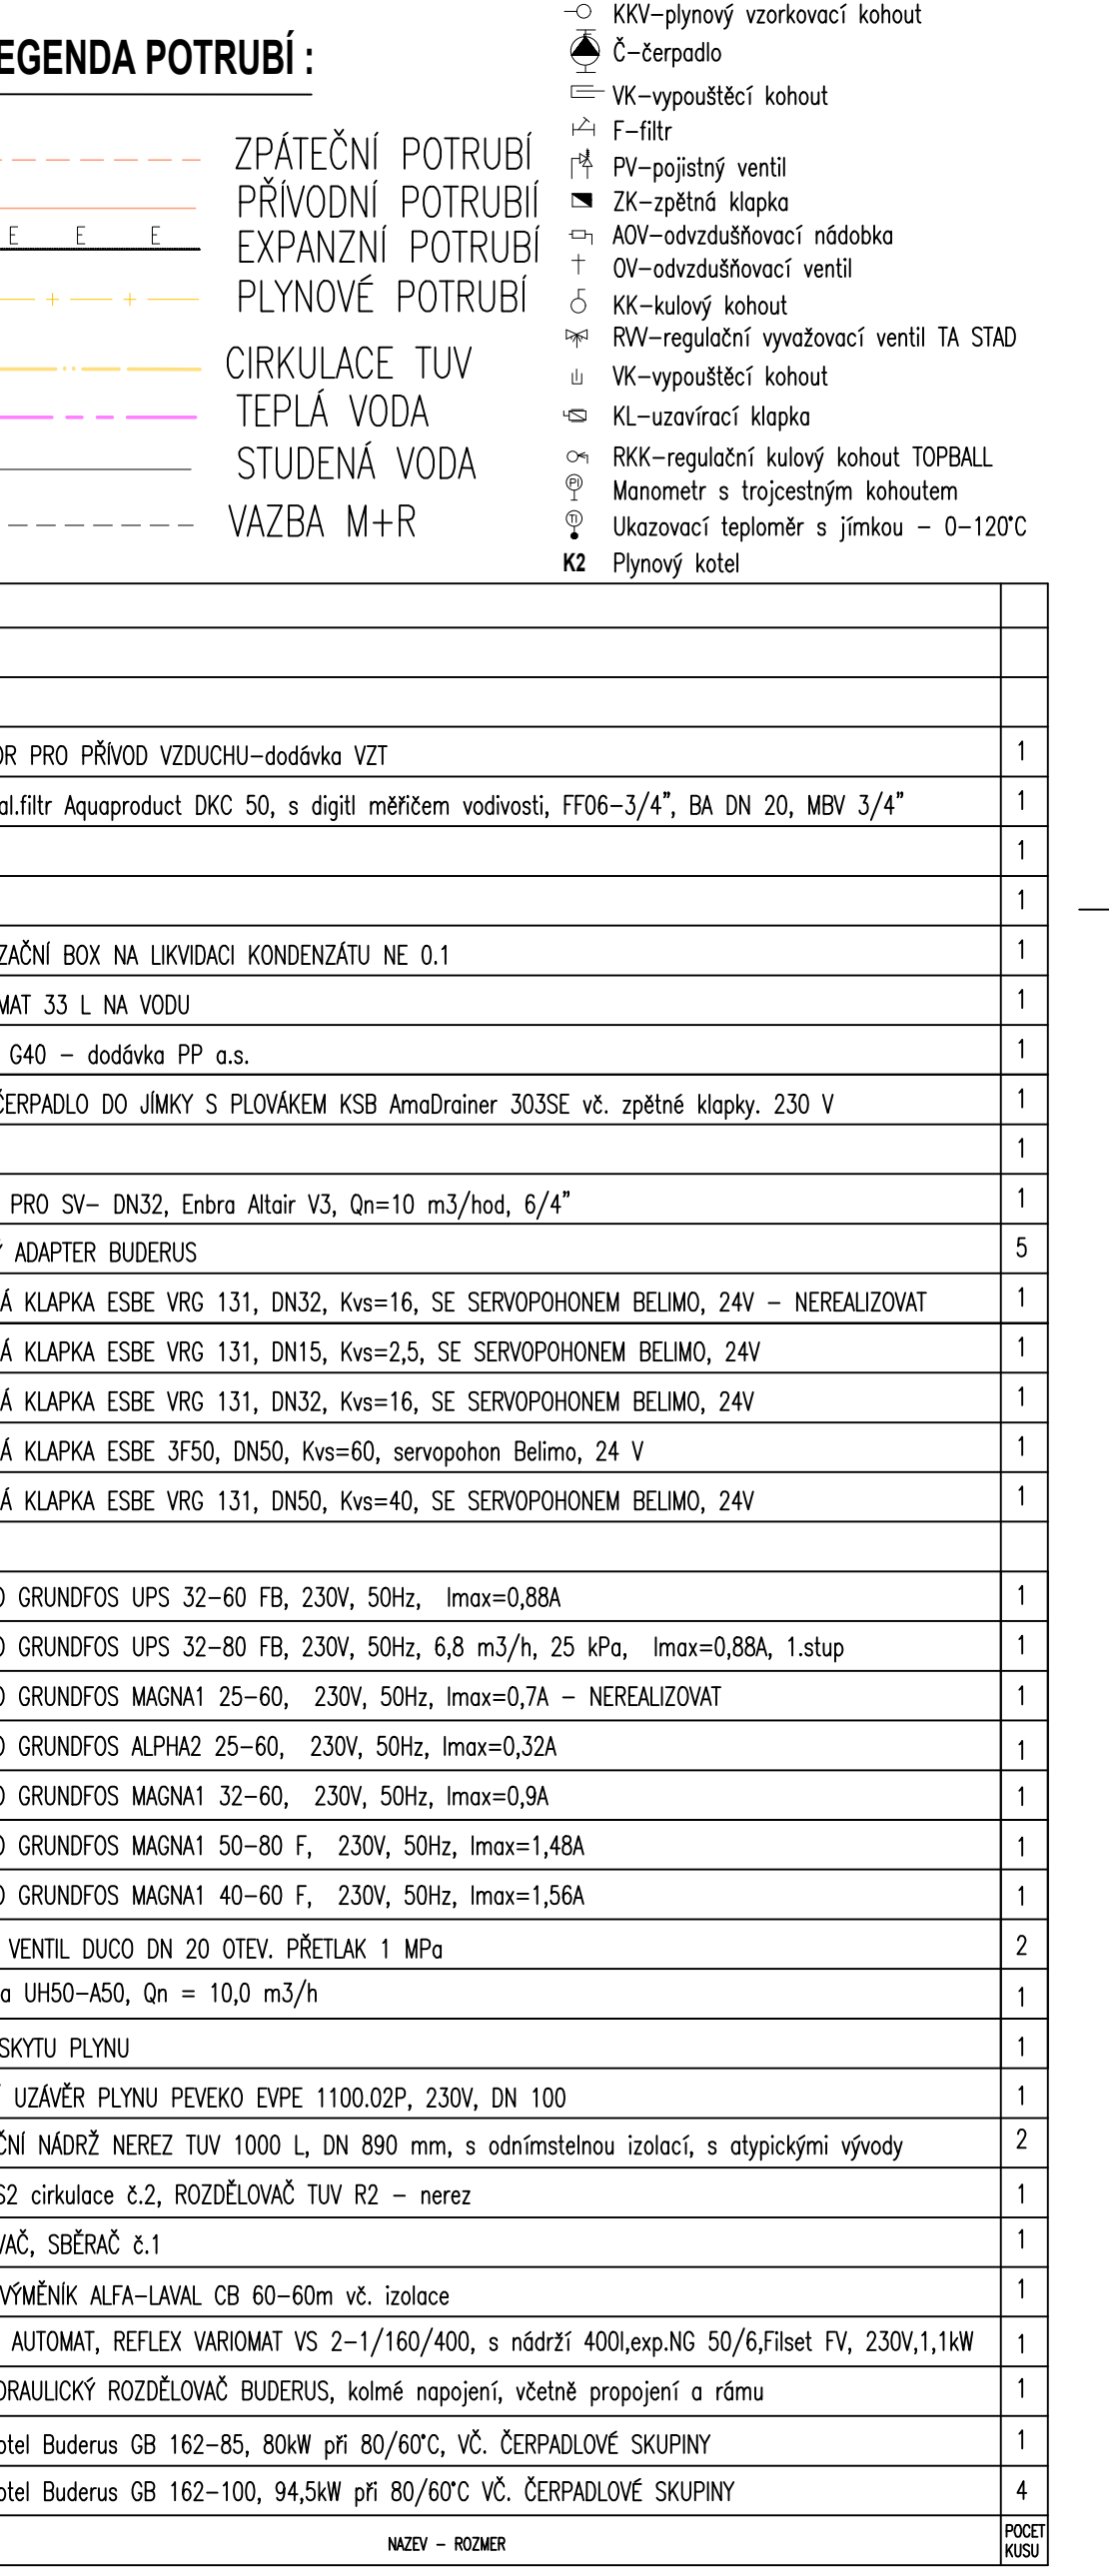 EGENDA POTRUBÍ :
ZPÁTEČNÍ POTRUBÍ
PŘÍVODNÍ POTRUBIÍ
E E E
EXPANZNÍ POTRUBÍ
PLYNOVÉ POTRUBÍ
CIRKULACE TUV
TEPLÁ VODA
STUDENÁ VODA
VAZBA M+R
KKV–plynový vzorkovací kohout
Č–čerpadlo
VK–vypouštěcí kohout
F–filtr
PV–pojistný ventil
ZK–zpětná klapka
AOV–odvzdušňovací nádobka
OV–odvzdušňovací ventil
KK–kulový kohout
RVV–regulační vyvažovací ventil TA STAD
VK–vypouštěcí kohout
KL–uzavírací klapka
RKK–regulační kulový kohout TOPBALL
PI Manometr s trojcestným kohoutem
TI Ukazovací teploměr s jímkou – 0–120°C
K2 Plynový kotel
OR PRO PŘÍVOD VZDUCHU–dodávka VZT 1
al.filtr Aquaproduct DKC 50, s digitl měřičem vodivosti, FF06–3/4", BA DN 20, MBV 3/4" 1
1
1
ZAČNÍ BOX NA LIKVIDACI KONDENZÁTU NE 0.1 1
MAT 33 L NA VODU 1
G40 – dodávka PP a.s. 1
ČERPADLO DO JÍMKY S PLOVÁKEM KSB AmaDrainer 303SE vč. zpětné klapky. 230 V 1
1
PRO SV– DN32, Enbra Altair V3, Qn=10 m3/hod, 6/4" 1
Ý ADAPTER BUDERUS 5
Á KLAPKA ESBE VRG 131, DN32, Kvs=16, SE SERVOPOHONEM BELIMO, 24V – NEREALIZOVAT 1
Á KLAPKA ESBE VRG 131, DN15, Kvs=2,5, SE SERVOPOHONEM BELIMO, 24V 1
Á KLAPKA ESBE VRG 131, DN32, Kvs=16, SE SERVOPOHONEM BELIMO, 24V 1
Á KLAPKA ESBE 3F50, DN50, Kvs=60, servopohon Belimo, 24 V 1
Á KLAPKA ESBE VRG 131, DN50, Kvs=40, SE SERVOPOHONEM BELIMO, 24V 1
O GRUNDFOS UPS 32–60 FB, 230V, 50Hz, Imax=0,88A 1
O GRUNDFOS UPS 32–80 FB, 230V, 50Hz, 6,8 m3/h, 25 kPa, Imax=0,88A, 1.stup 1
O GRUNDFOS MAGNA1 25–60, 230V, 50Hz, Imax=0,7A – NEREALIZOVAT 1
O GRUNDFOS ALPHA2 25–60, 230V, 50Hz, Imax=0,32A 1
O GRUNDFOS MAGNA1 32–60, 230V, 50Hz, Imax=0,9A 1
O GRUNDFOS MAGNA1 50–80 F, 230V, 50Hz, Imax=1,48A 1
O GRUNDFOS MAGNA1 40–60 F, 230V, 50Hz, Imax=1,56A 1
VENTIL DUCO DN 20 OTEV. PŘETLAK 1 MPa 2
a UH50–A50, Qn = 10,0 m3/h 1
SKYTU PLYNU 1
Í UZÁVĚR PLYNU PEVEKO EVPE 1100.02P, 230V, DN 100 1
ČNÍ NÁDRŽ NEREZ TUV 1000 L, DN 890 mm, s odnímstelnou izolací, s atypickými vývody 2
S2 cirkulace č.2, ROZDĚLOVAČ TUV R2 – nerez 1
VAČ, SBĚRAČ č.1 1
VÝMĚNÍK ALFA–LAVAL CB 60–60m vč. izolace 1
AUTOMAT, REFLEX VARIOMAT VS 2–1/160/400, s nádrží 400l,exp.NG 50/6,Filset FV, 230V,1,1kW 1
DRAULICKÝ ROZDĚLOVAČ BUDERUS, kolmé napojení, včetně propojení a rámu 1
otel Buderus GB 162–85, 80kW při 80/60°C, VČ. ČERPADLOVÉ SKUPINY 1
otel Buderus GB 162–100, 94,5kW při 80/60°C VČ. ČERPADLOVÉ SKUPINY 4
NAZEV – ROZMER POCET KUSU